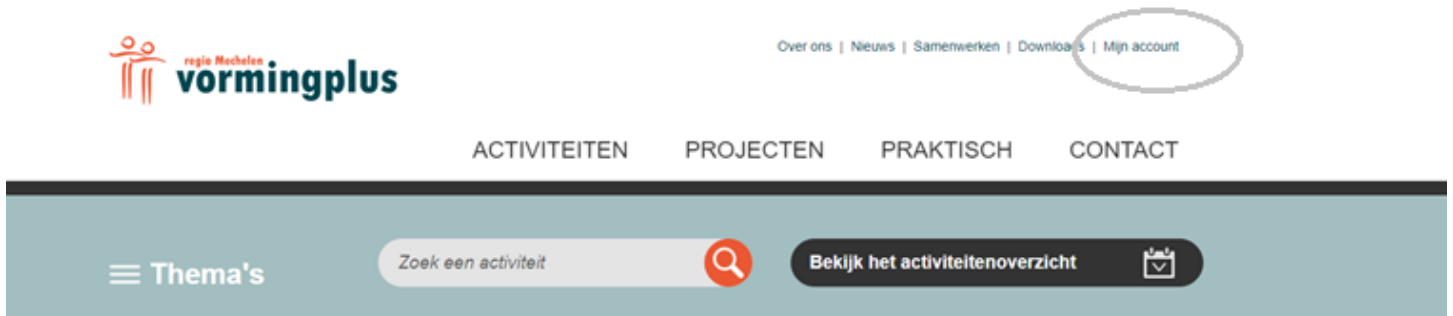 Over ons | Nieuws | Samenwerken | Downloads | Mijn account
regio Mechelen
vormingplus
ACTIVITEITEN PROJECTEN PRAKTISCH CONTACT
Thema's Zoek een activiteit Bekijk het activiteitenoverzicht